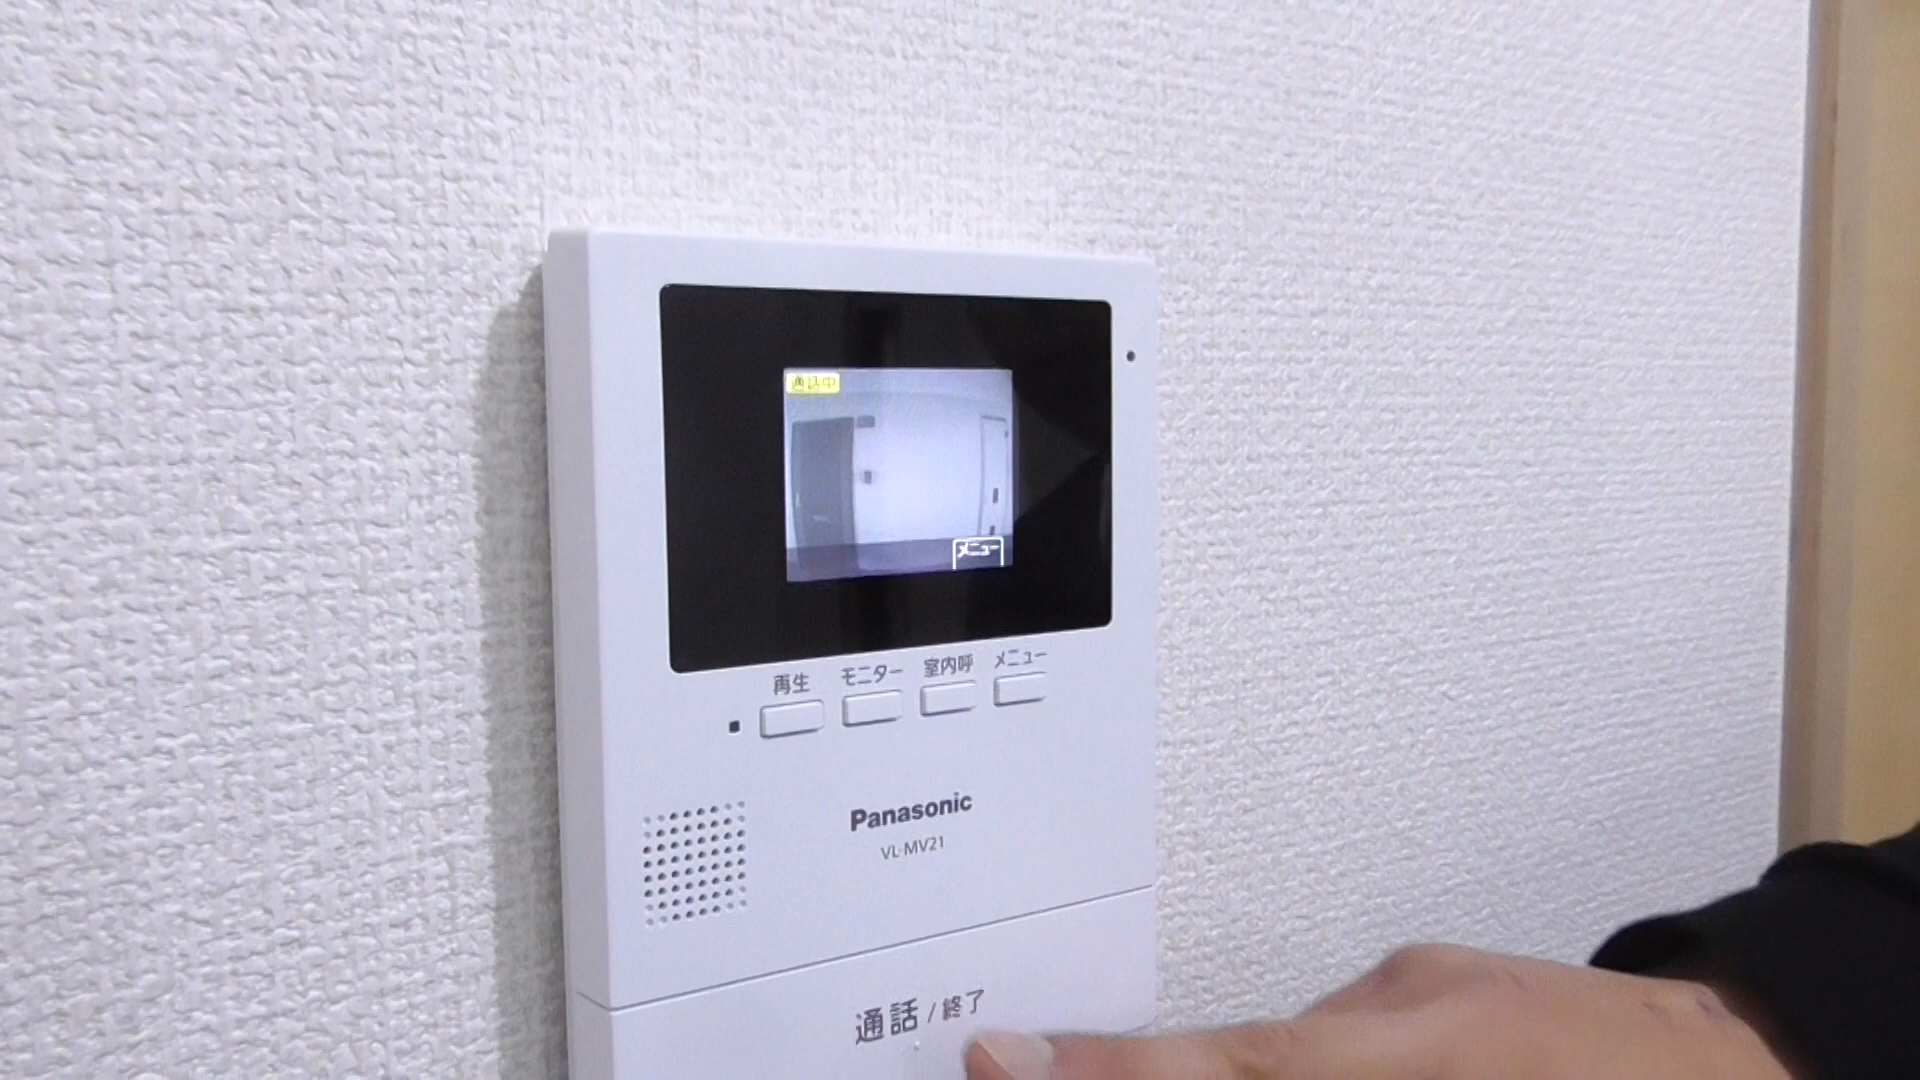 通話中
メニュー
再生 モニター 室内呼 メニュー
Panasonic
VL-MV21
通話 / 終了